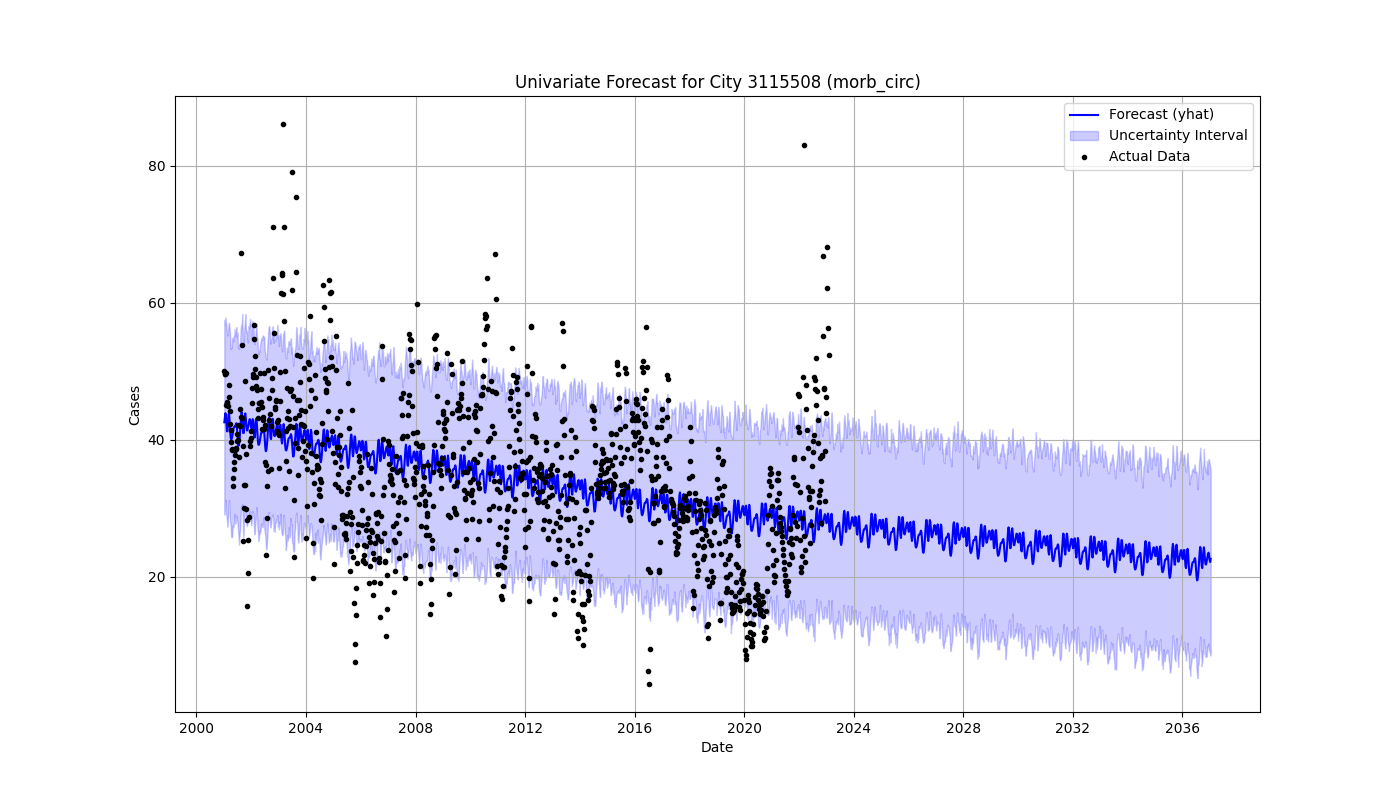 Univariate Forecast for City 3115508 (morb_circ)
Forecast (yhat)
Uncertainty Interval
Actual Data
80
60
40
20
Cases
2000 2004 2008 2012 2016 2020 2024 2028 2032 2036
Date